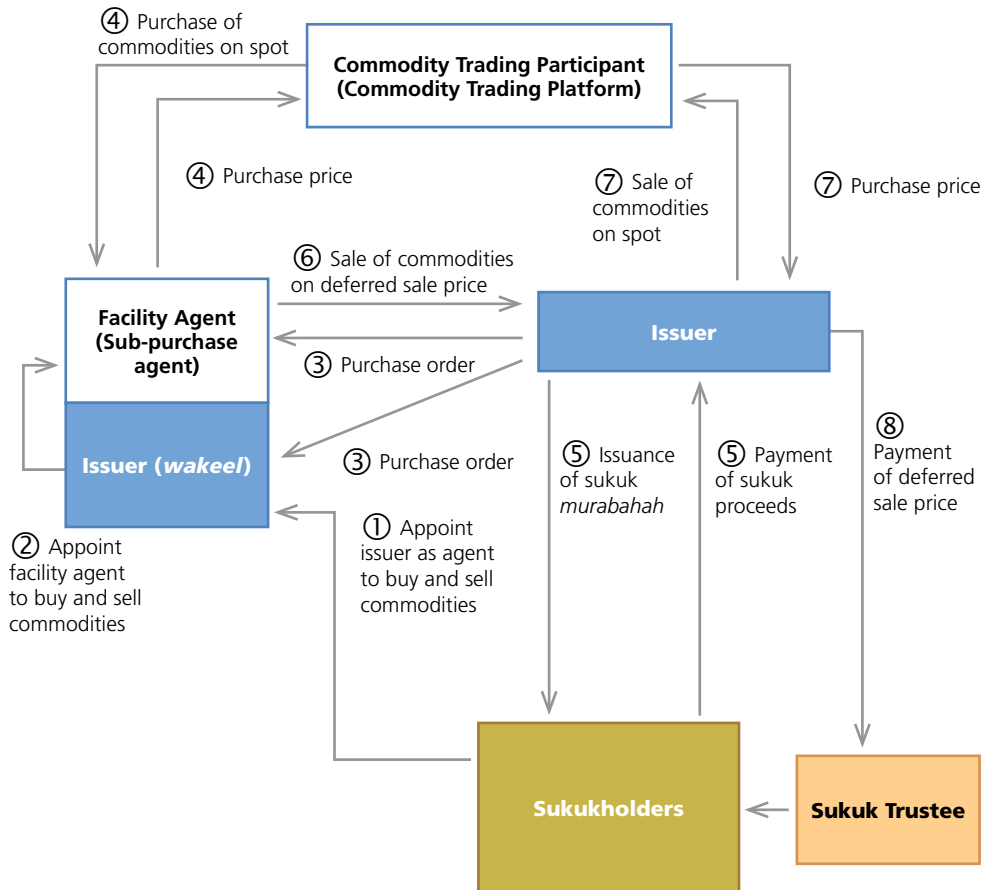 ④ Purchase of
commodities on spot
Commodity Trading Participant
(Commodity Trading Platform)
④ Purchase price
⑦ Sale of
commodities
on spot
⑦ Purchase price
⑥ Sale of commodities
on deferred sale price
Facility Agent
(Sub-purchase
agent)
Issuer
③ Purchase order
Issuer (wakeel)
③ Purchase order
⑤ Issuance
of sukuk
murabahah
⑤ Payment
of sukuk
proceeds
⑧
Payment
of deferred
sale price
② Appoint
facility agent
to buy and sell
commodities
① Appoint
issuer as agent
to buy and sell
commodities
Sukukholders
Sukuk Trustee